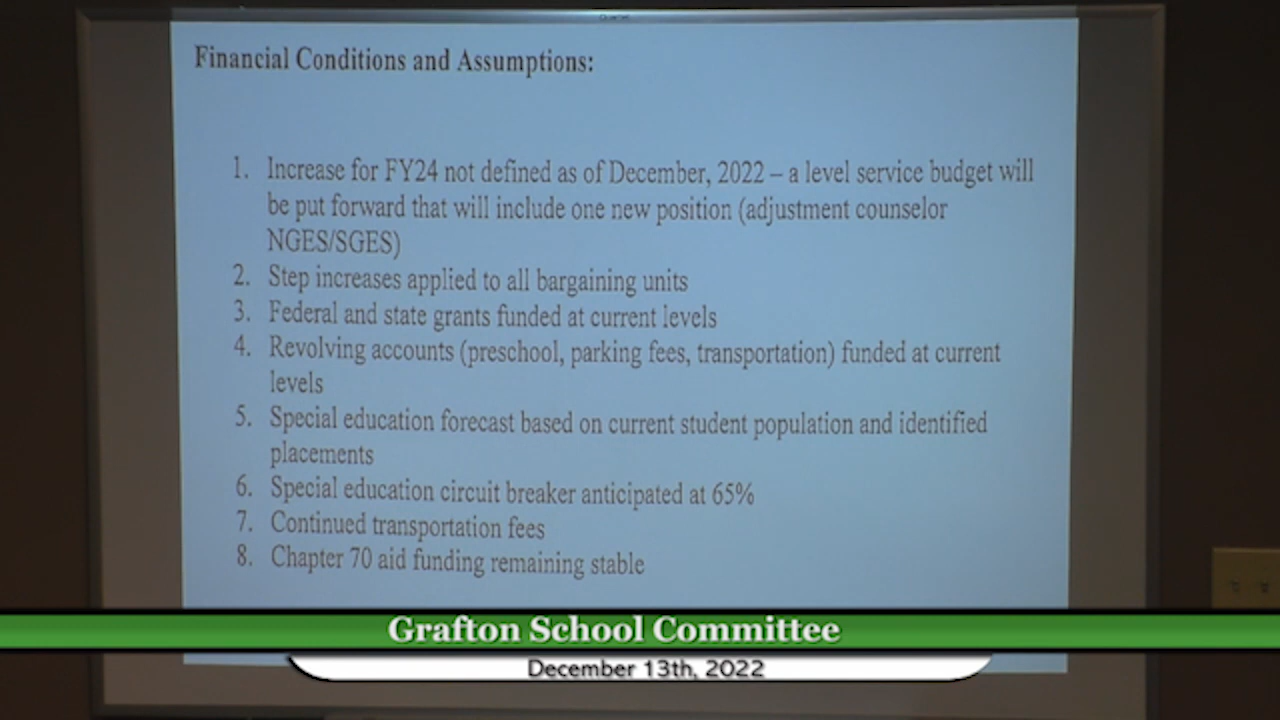 Financial Conditions and Assumptions:
1. Increase for FY24 not defined as of December, 2022 – a level service budget will
be put forward that will include one new position (adjustment counselor
NGES/SGES)
2. Step increases applied to all bargaining units
3. Federal and state grants funded at current levels
4. Revolving accounts (preschool, parking fees, transportation) funded at current
levels
5. Special education forecast based on current student population and identified
placements
6. Special education circuit breaker anticipated at 65%
7. Continued transportation fees
8. Chapter 70 aid funding remaining stable
Grafton School Committee
December 13th, 2022